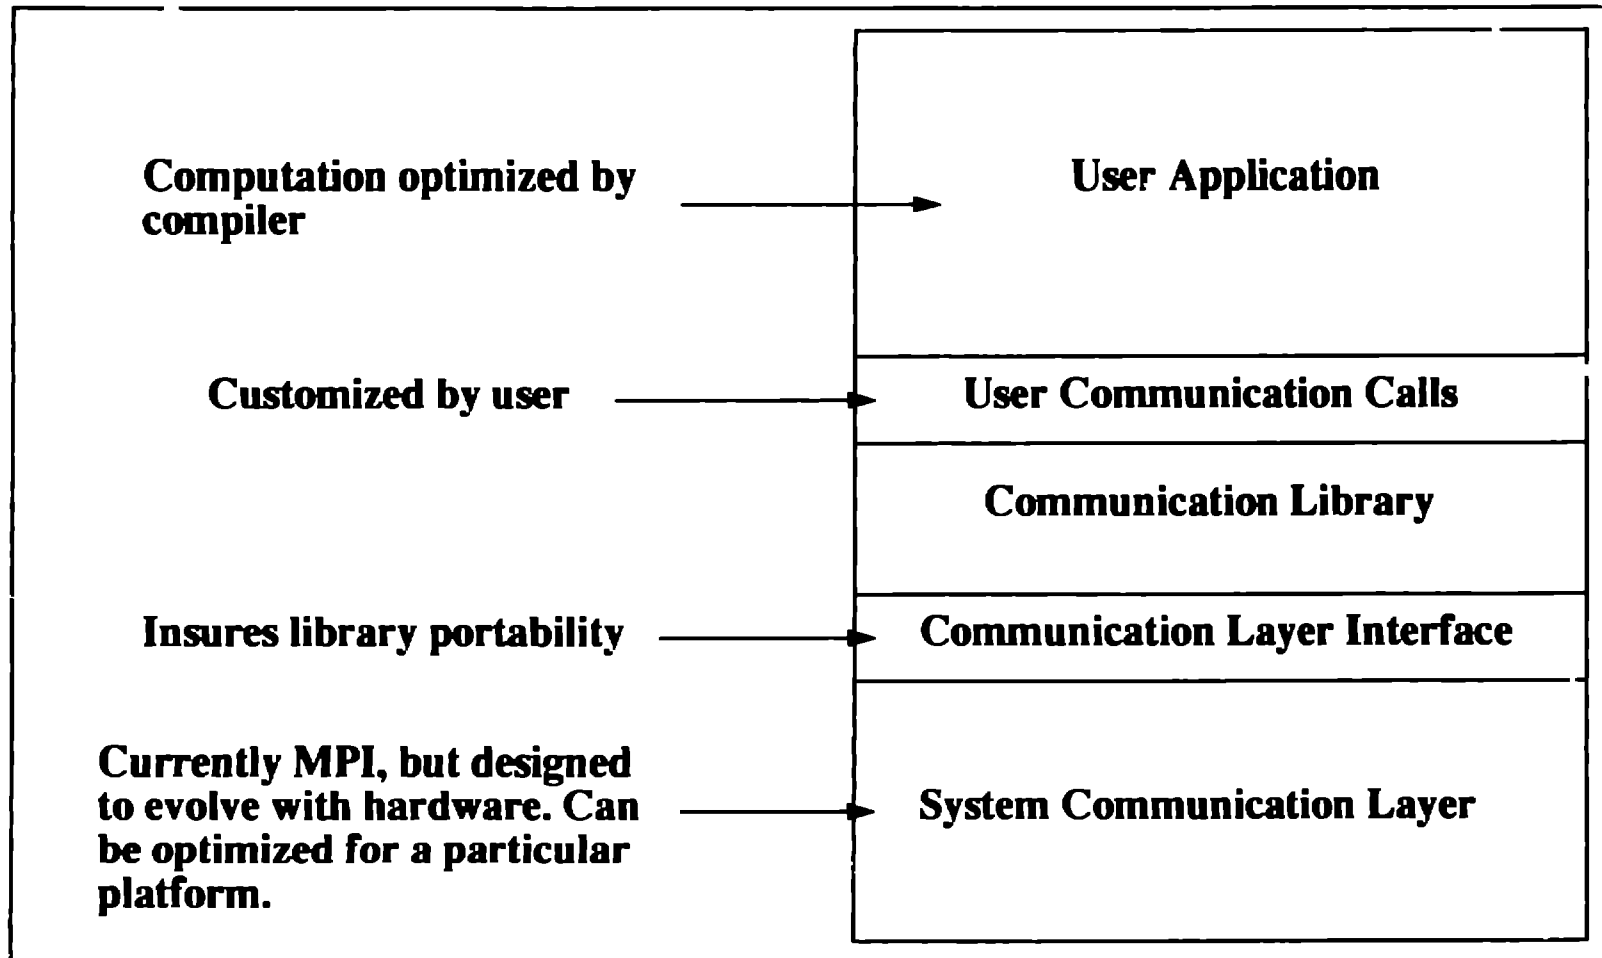 Computation optimized by
compiler
User Application
Customized by user
User Communication Calls
Communication Library
Insures library portability
Communication Layer Interface
Currently MPI, but designed
to evolve with hardware. Can
be optimized for a particular
platform.
System Communication Layer